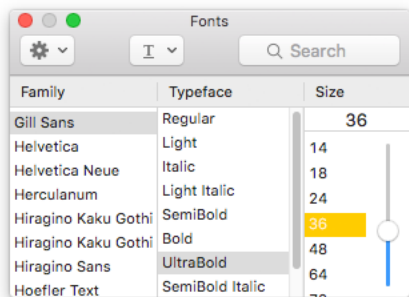 Fonts
T
Search
Family Typeface Size
Gill Sans
Helvetica
Helvetica Neue
Herculanum
Hiragino Kaku Gothi
Hiragino Kaku Gothi
Hiragino Sans
Hoefler Text
Regular
Light
Italic
Light Italic
SemiBold
Bold
UltraBold
SemiBold Italic
36
14
18
24
36
48
64